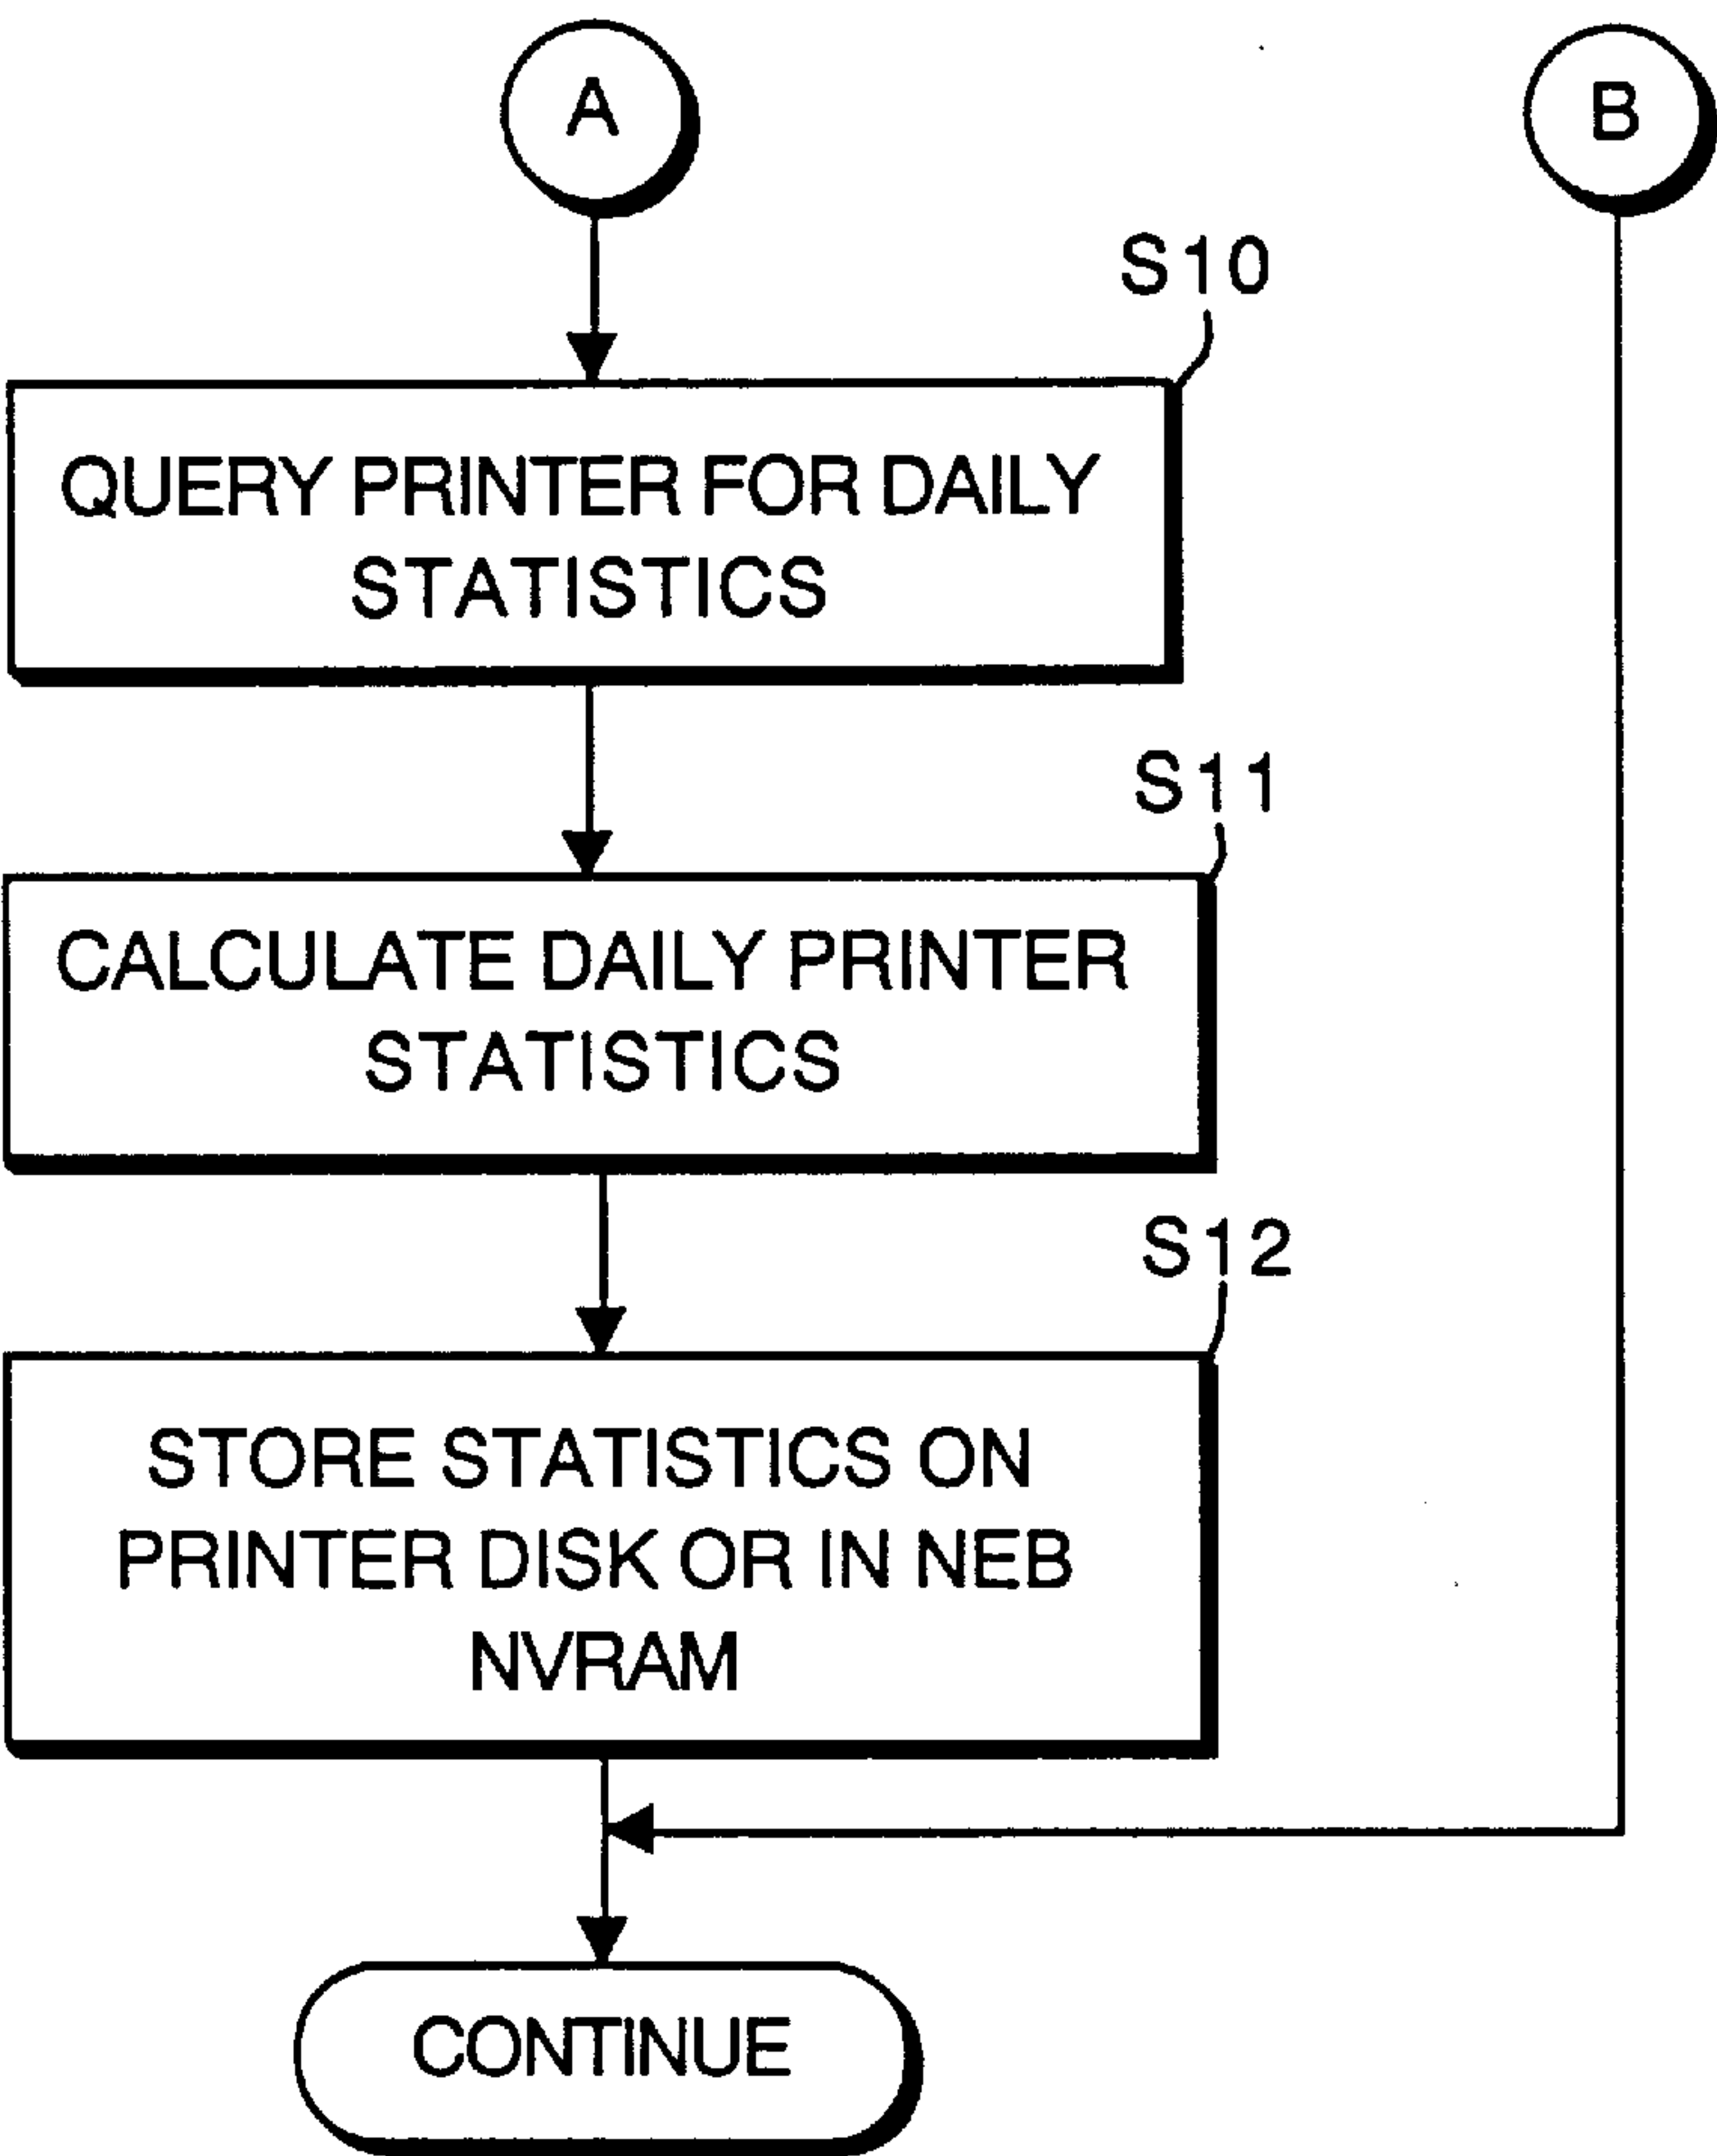 A
B
S10
QUERY PRINTER FOR DAILY
STATISTICS
S11
CALCULATE DAILY PRINTER
STATISTICS
S12
STORE STATISTICS ON
PRINTER DISK OR IN NEB
NVRAM
CONTINUE